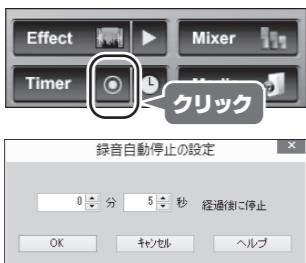 Effect
Mixer
Timer
クリック
録音自動停止の設定
0 分 5 秒 経過後に停止
OK キャンセル ヘルプ